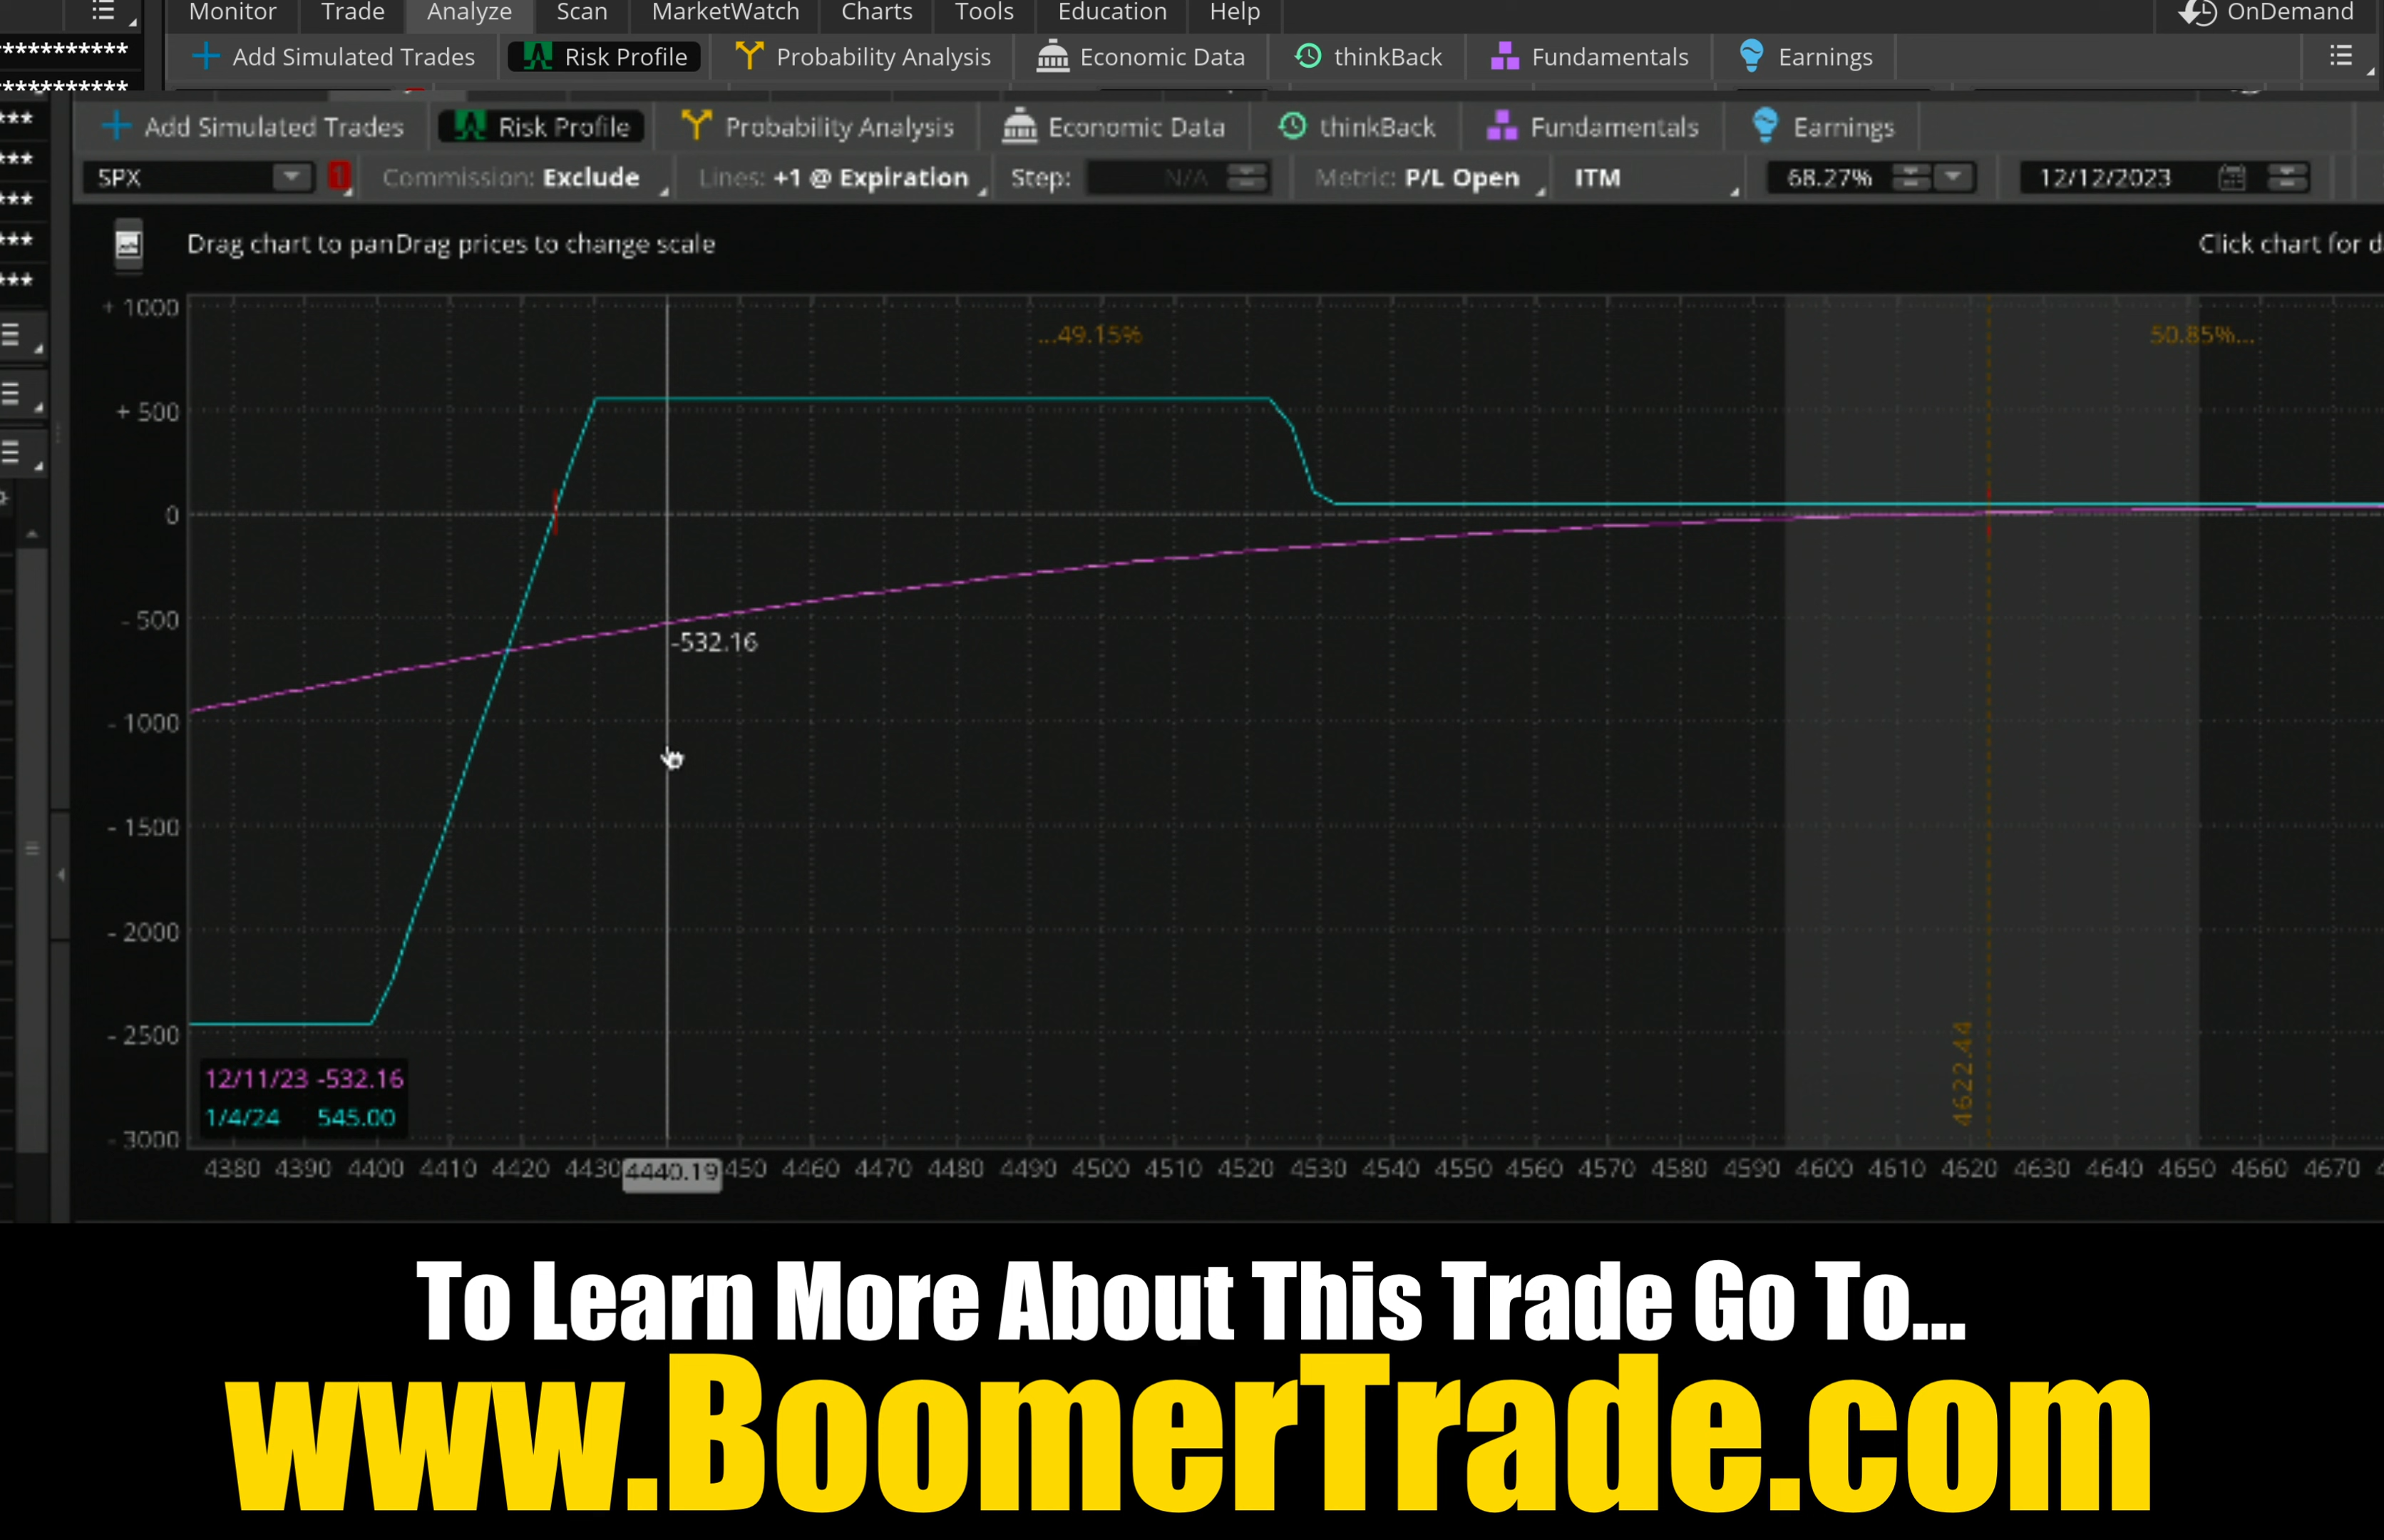 Monitor Trade Analyze Scan MarketWatch Charts Tools Education Help OnDemand
***********
Add Simulated Trades Risk Profile Probability Analysis Economic Data thinkBack Fundamentals Earnings
***********
***
Add Simulated Trades Risk Profile Probability Analysis Economic Data thinkBack Fundamentals Earnings
***
SPX 1 Commission: Exclude Lines: +1 @ Expiration Step: N/A Metric: P/L Open ITM 68.27% 12/12/2023
***
***
Drag chart to panDrag prices to change scale Click chart for d
***
+ 1000
...49.15% 50.85%...
+ 500
0
- 500
-532.16
- 1000
- 1500
- 2000
- 2500
4622.44
12/11/23 -532.16
1/4/24 545.00
- 3000
4380 4390 4400 4410 4420 4430 4440.19 450 4460 4470 4480 4490 4500 4510 4520 4530 4540 4550 4560 4570 4580 4590 4600 4610 4620 4630 4640 4650 4660 4670
To Learn More About This Trade Go To...
www.BoomerTrade.com